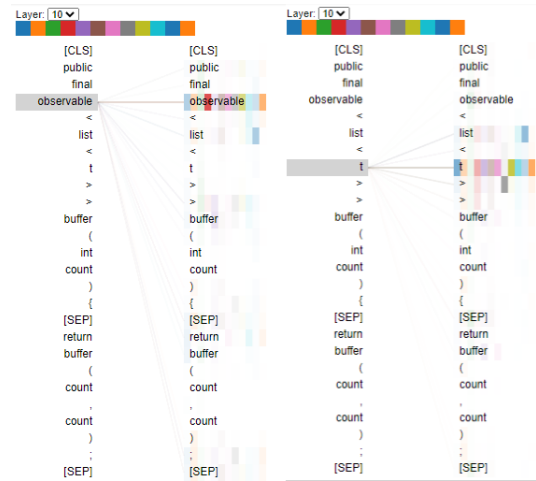 Layer: 10
[CLS] [CLS]
public public
final final
observable observable
< <
list list
< <
t t
> >
> >
buffer buffer
( (
int int
count count
) )
{ {
[SEP] [SEP]
return return
buffer buffer
( (
count count
, ,
count count
) )
; ;
[SEP] [SEP]
Layer: 10
[CLS] [CLS]
public public
final final
observable observable
< <
list list
< <
t t
> >
> >
buffer buffer
( (
int int
count count
) )
{ {
[SEP] [SEP]
return return
buffer buffer
( (
count count
, ,
count count
) )
; ;
[SEP] [SEP]